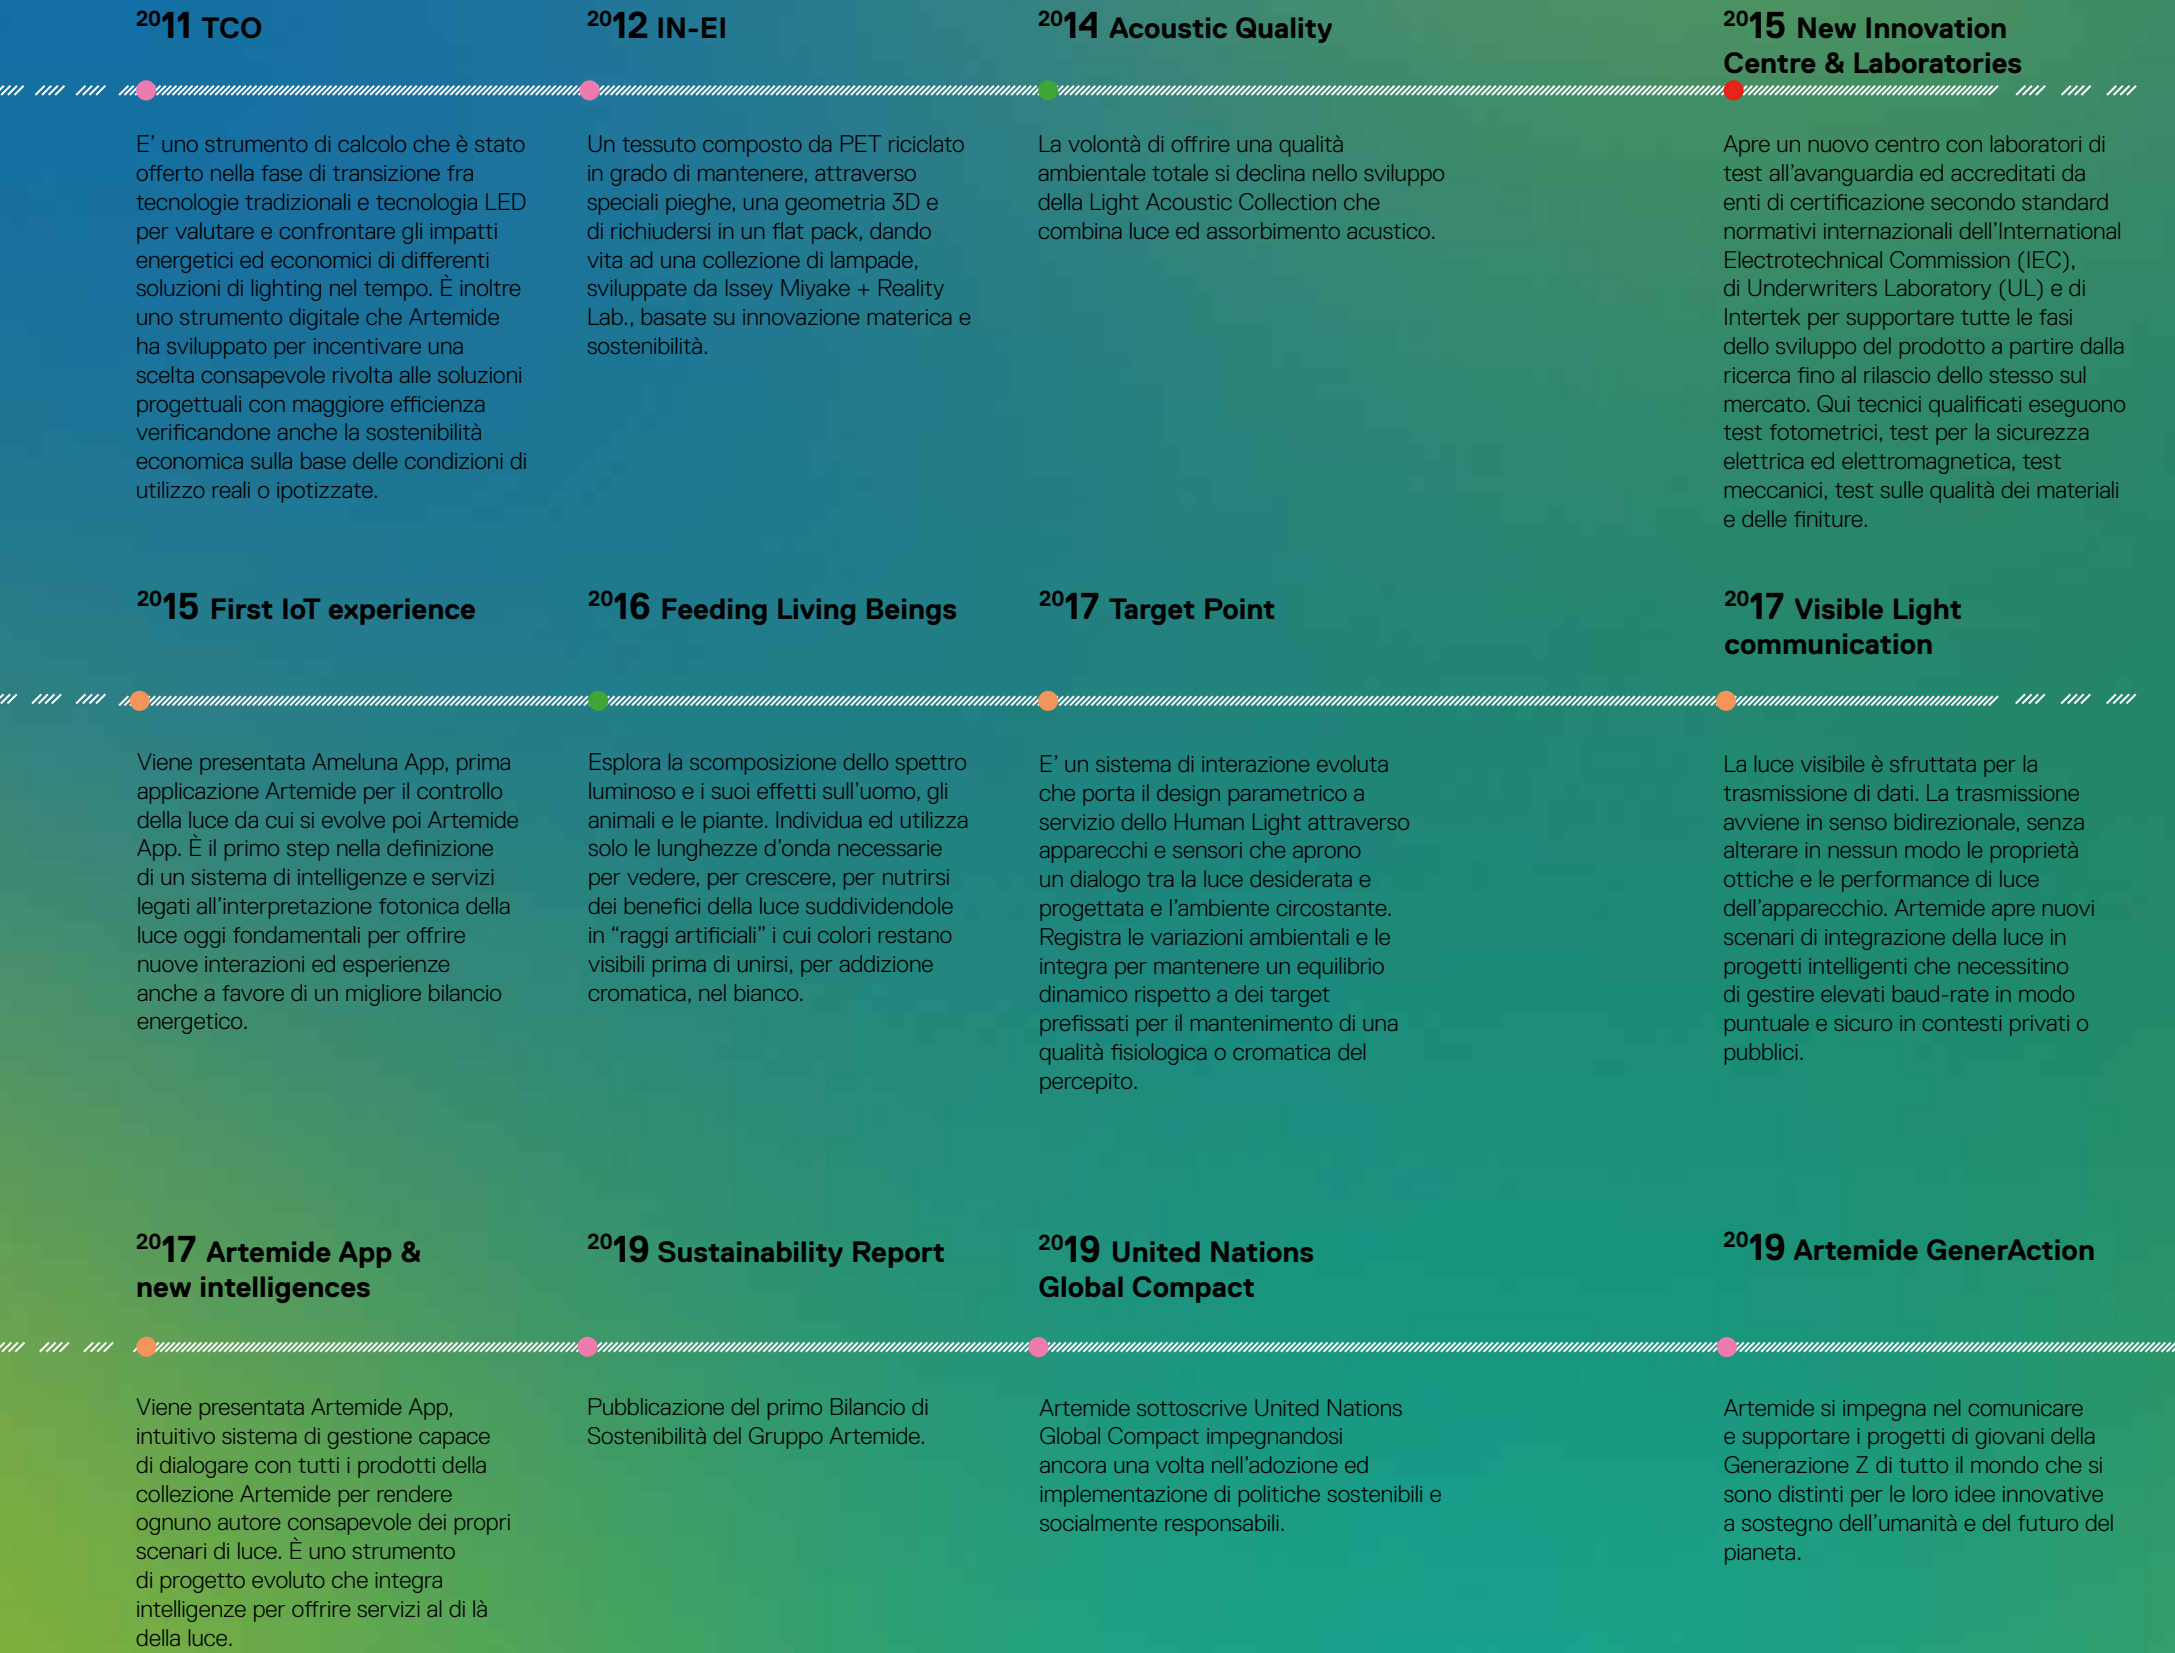 2011 TCO
E' uno strumento di calcolo che è stato
offerto nella fase di transizione fra
tecnologie tradizionali e tecnologia LED
per valutare e confrontare gli impatti
energetici ed economici di differenti
soluzioni di lighting nel tempo. È inoltre
uno strumento digitale che Artemide
ha sviluppato per incentivare una
scelta consapevole rivolta alle soluzioni
progettuali con maggiore efficienza
verificandone anche la sostenibilità
economica sulla base delle condizioni di
utilizzo reali o ipotizzate.
2012 IN-EI
Un tessuto composto da PET riciclato
in grado di mantenere, attraverso
speciali pieghe, una geometria 3D e
di richiudersi in un flat pack, dando
vita ad una collezione di lampade,
sviluppate da Issey Miyake + Reality
Lab., basate su innovazione materica e
sostenibilità.
2014 Acoustic Quality
La volontà di offrire una qualità
ambientale totale si declina nello sviluppo
della Light Acoustic Collection che
combina luce ed assorbimento acustico.
2015 New Innovation
Centre & Laboratories
Apre un nuovo centro con laboratori di
test all'avanguardia ed accreditati da
enti di certificazione secondo standard
normativi internazionali dell'International
Electrotechnical Commission (IEC),
di Underwriters Laboratory (UL) e di
Intertek per supportare tutte le fasi
dello sviluppo del prodotto a partire dalla
ricerca fino al rilascio dello stesso sul
mercato. Qui tecnici qualificati eseguono
test fotometrici, test per la sicurezza
elettrica ed elettromagnetica, test
meccanici, test sulle qualità dei materiali
e delle finiture.
2015 First IoT experience
Viene presentata Ameluna App, prima
applicazione Artemide per il controllo
della luce da cui si evolve poi Artemide
App. È il primo step nella definizione
di un sistema di intelligenze e servizi
legati all'interpretazione fotonica della
luce oggi fondamentali per offrire
nuove interazioni ed esperienze
anche a favore di un migliore bilancio
energetico.
2016 Feeding Living Beings
Esplora la scomposizione dello spettro
luminoso e i suoi effetti sull'uomo, gli
animali e le piante. Individua ed utilizza
solo le lunghezze d'onda necessarie
per vedere, per crescere, per nutrirsi
dei benefici della luce suddividendole
in "raggi artificiali" i cui colori restano
visibili prima di unirsi, per addizione
cromatica, nel bianco.
2017 Target Point
E' un sistema di interazione evoluta
che porta il design parametrico a
servizio dello Human Light attraverso
apparecchi e sensori che aprono
un dialogo tra la luce desiderata e
progettata e l'ambiente circostante.
Registra le variazioni ambientali e le
integra per mantenere un equilibrio
dinamico rispetto a dei target
prefissati per il mantenimento di una
qualità fisiologica o cromatica del
percepito.
2017 Visible Light
communication
La luce visibile è sfruttata per la
trasmissione di dati. La trasmissione
avviene in senso bidirezionale, senza
alterare in nessun modo le proprietà
ottiche e le performance di luce
dell'apparecchio. Artemide apre nuovi
scenari di integrazione della luce in
progetti intelligenti che necessitino
di gestire elevati baud-rate in modo
puntuale e sicuro in contesti privati o
pubblici.
2017 Artemide App &
new intelligences
Viene presentata Artemide App,
intuitivo sistema di gestione capace
di dialogare con tutti i prodotti della
collezione Artemide per rendere
ognuno autore consapevole dei propri
scenari di luce. È uno strumento
di progetto evoluto che integra
intelligenze per offrire servizi al di là
della luce.
2019 Sustainability Report
Pubblicazione del primo Bilancio di
Sostenibilità del Gruppo Artemide.
2019 United Nations
Global Compact
Artemide sottoscrive United Nations
Global Compact impegnandosi
ancora una volta nell'adozione ed
implementazione di politiche sostenibili e
socialmente responsabili.
2019 Artemide GenerAction
Artemide si impegna nel comunicare
e supportare i progetti di giovani della
Generazione Z di tutto il mondo che si
sono distinti per le loro idee innovative
a sostegno dell'umanità e del futuro del
pianeta.